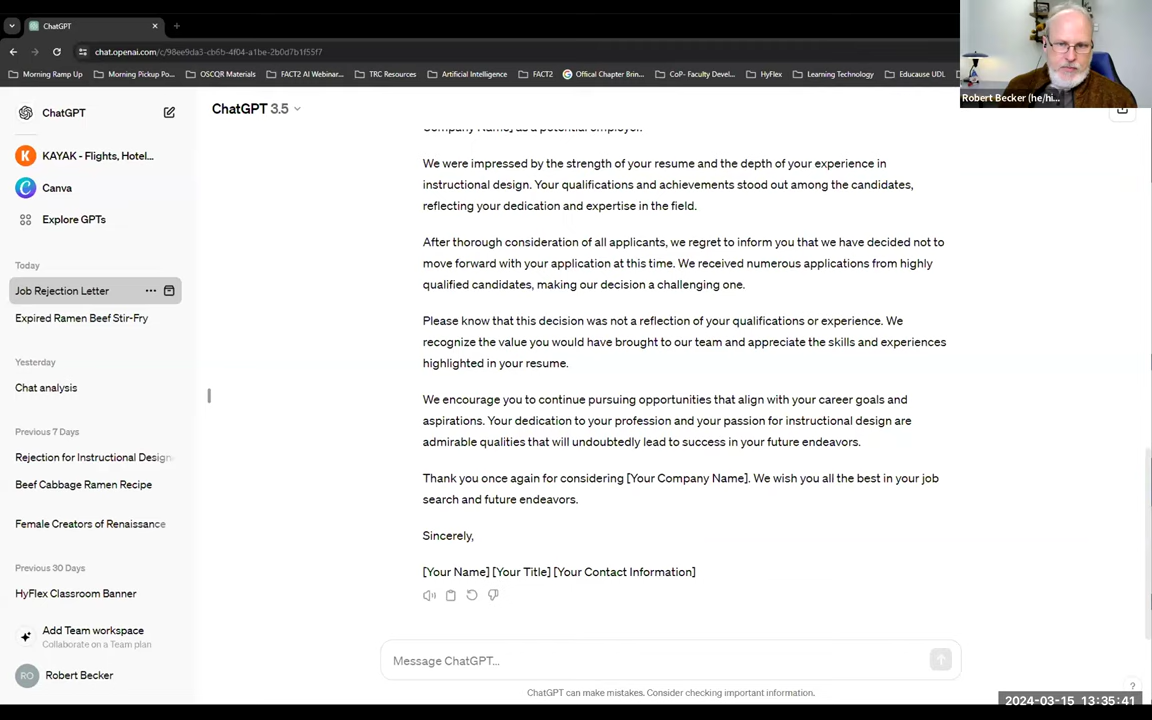 ChatGPT
chat.openai.com/c/98ee9da3-cb6b-4f04-a1be-2b0d7b1f55f7
Morning Ramp Up
Morning Pickup Po...
OSCQR Materials
FACT2 AI Webinar...
TRC Resources
Artificial Intelligence
FACT2
Offical Chapter Brin...
CoP- Faculty Devel...
HyFlex
Learning Technology
Educause UDL
Robert Becker (he/hi...
ChatGPT
KAYAK - Flights, Hotel...
Canva
Explore GPTs
Today
Job Rejection Letter
Expired Ramen Beef Stir-Fry
Yesterday
Chat analysis
Previous 7 Days
Rejection for Instructional Design
Beef Cabbage Ramen Recipe
Female Creators of Renaissance
Previous 30 Days
HyFlex Classroom Banner
Add Team workspace
Collaborate on a Team plan
RO
Robert Becker
ChatGPT 3.5
Company Name] as a potential employer.
We were impressed by the strength of your resume and the depth of your experience in
instructional design. Your qualifications and achievements stood out among the candidates,
reflecting your dedication and expertise in the field.
After thorough consideration of all applicants, we regret to inform you that we have decided not to
move forward with your application at this time. We received numerous applications from highly
qualified candidates, making our decision a challenging one.
Please know that this decision was not a reflection of your qualifications or experience. We
recognize the value you would have brought to our team and appreciate the skills and experiences
highlighted in your resume.
We encourage you to continue pursuing opportunities that align with your career goals and
aspirations. Your dedication to your profession and your passion for instructional design are
admirable qualities that will undoubtedly lead to success in your future endeavors.
Thank you once again for considering [Your Company Name]. We wish you all the best in your job
search and future endeavors.
Sincerely,
[Your Name] [Your Title] [Your Contact Information]
Message ChatGPT...
ChatGPT can make mistakes. Consider checking important information.
?
2024-03-15 13:35:41